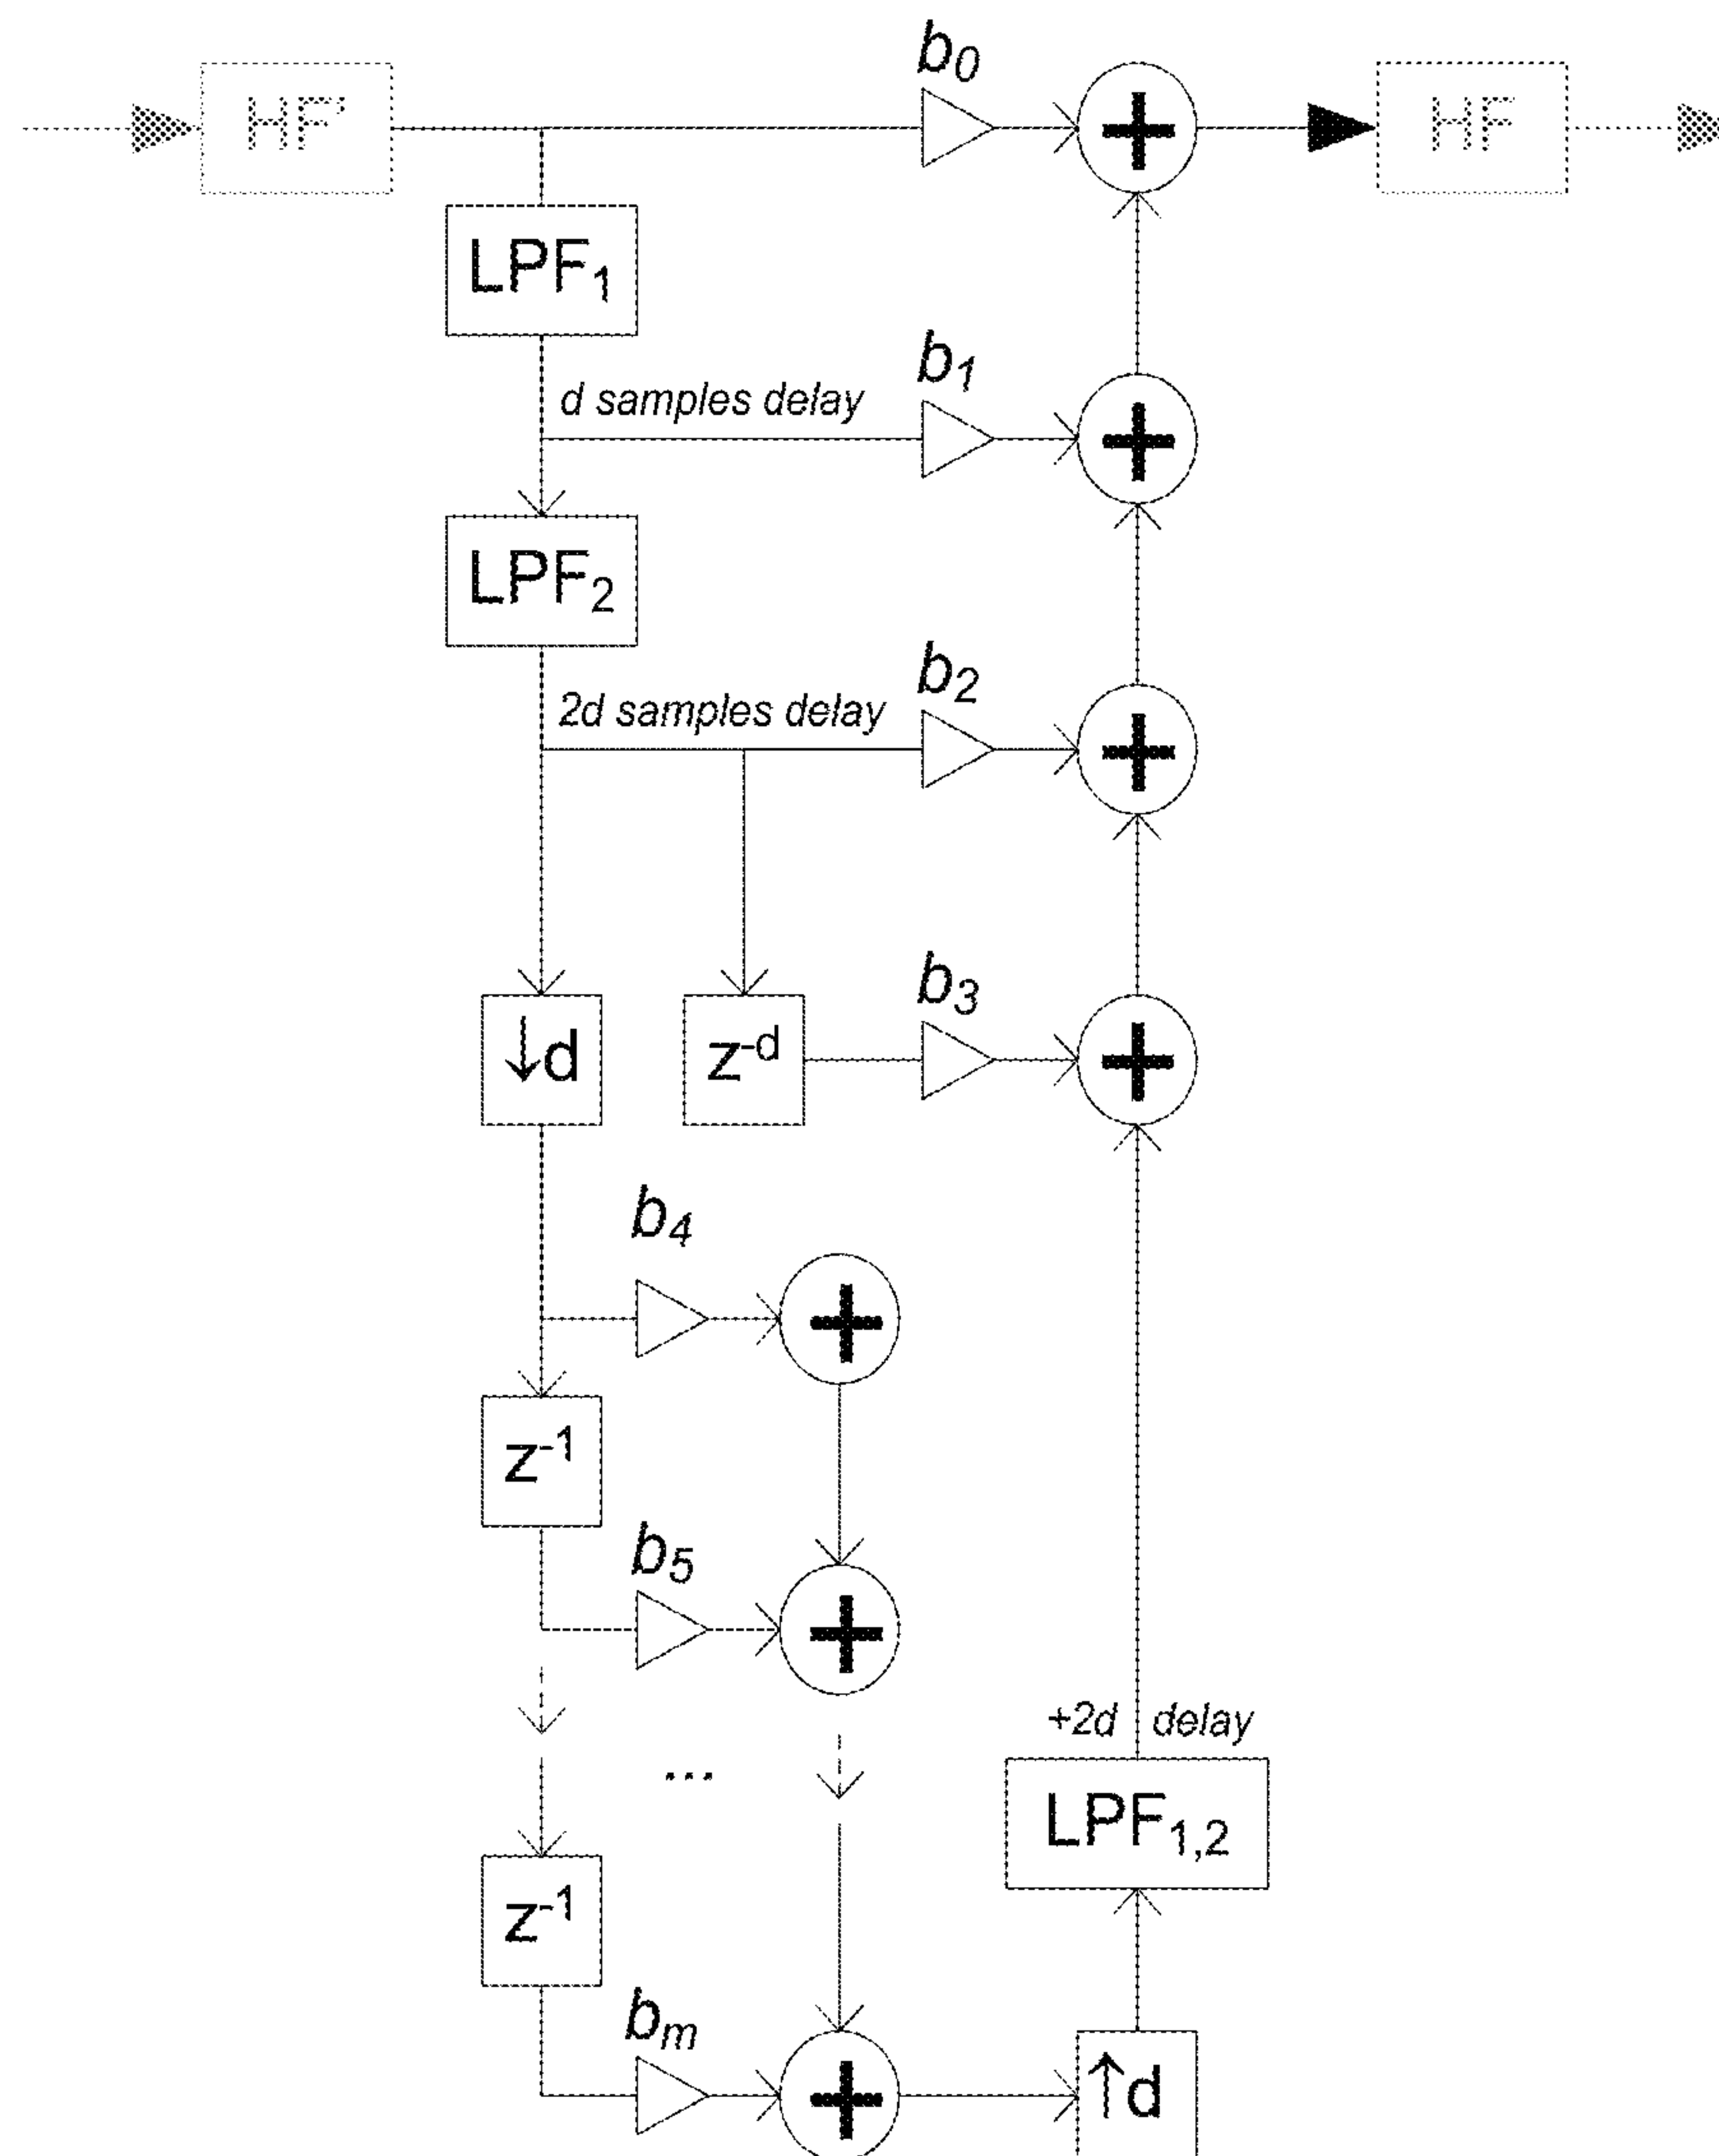 b₀
HF'
HF
LPF₁
b₁
d samples delay
LPF₂
b₂
2d samples delay
b₃
↓d
z⁻ᵈ
b₄
z⁻¹
b₅
+2d delay
...
LPF₁,₂
z⁻¹
bₘ
↑d